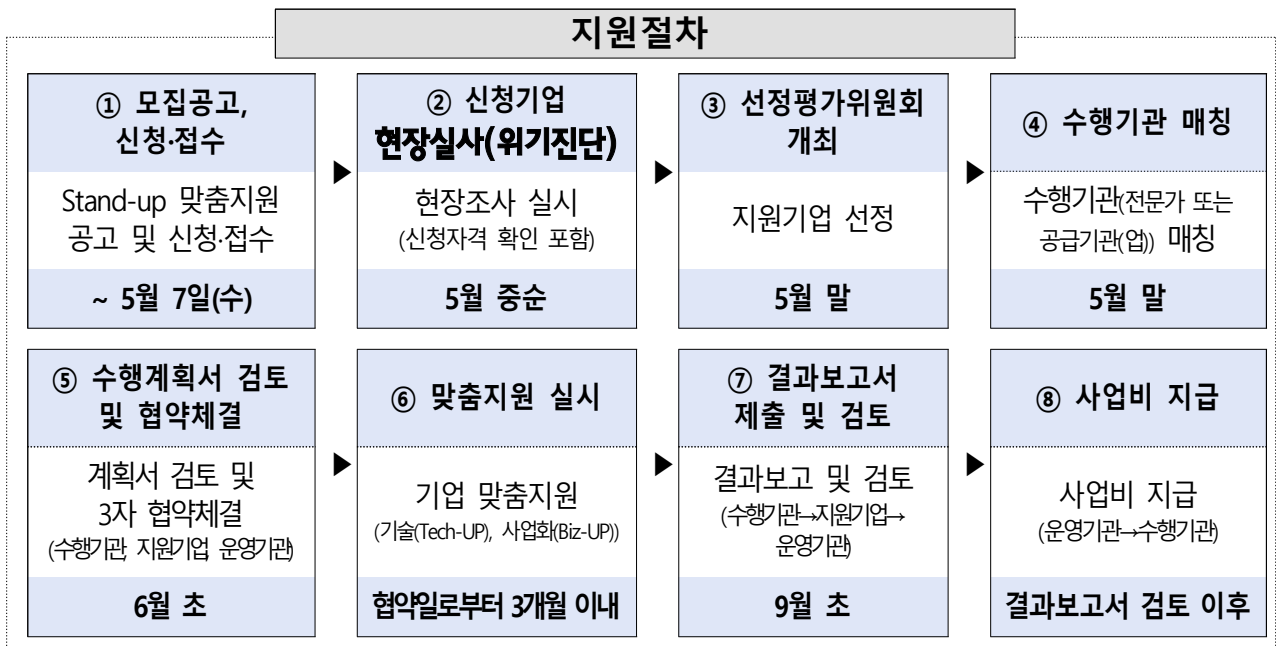 지원절차
① 모집공고,
신청·접수
Stand-up 맞춤지원
공고 및 신청·접수
~ 5월 7일(수)
② 신청기업
현장실사(위기진단)
현장조사 실시
(신청자격 확인 포함)
5월 중순
③ 선정평가위원회
개최
지원기업 선정
5월 말
④ 수행기관 매칭
수행기관(전문가 또는
공급기관(업)) 매칭
5월 말
⑤ 수행계획서 검토
및 협약체결
계획서 검토 및
3자 협약체결
(수행기관, 지원기업, 운영기관)
6월 초
⑥ 맞춤지원 실시
기업 맞춤지원
(기술(Tech-UP), 사업화(Biz-UP))
협약일로부터 3개월 이내
⑦ 결과보고서
제출 및 검토
결과보고 및 검토
(수행기관→지원기업→
운영기관)
9월 초
⑧ 사업비 지급
사업비 지급
(운영기관→수행기관)
결과보고서 검토 이후